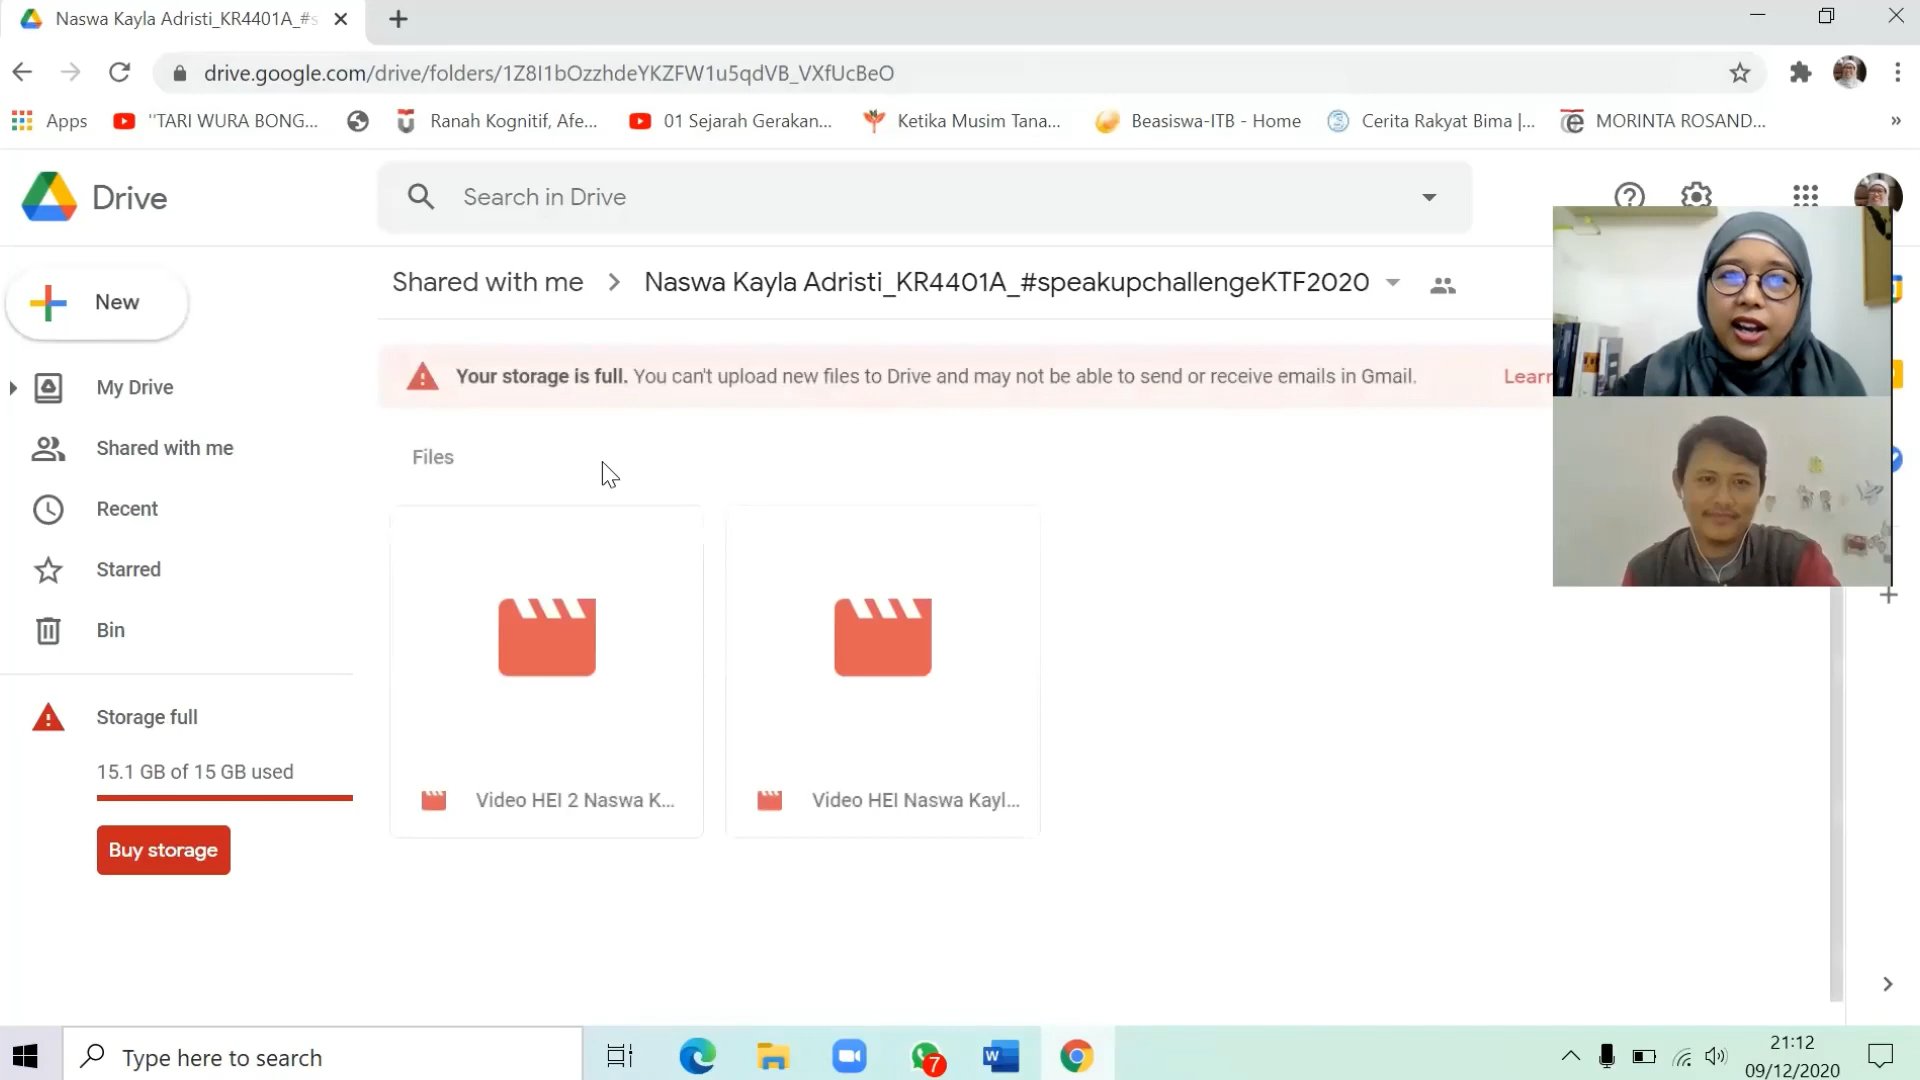 Naswa Kayla Adristi_KR4401A_#s
drive.google.com/drive/folders/1Z8I1bOzzhdeYKZFW1u5qdVB_VXfUcBeO
Apps
"TARI WURA BONG...
Ranah Kognitif, Afe...
01 Sejarah Gerakan...
Ketika Musim Tana...
Beasiswa-ITB - Home
Cerita Rakyat Bima |...
MORINTA ROSAND...
»
Drive
Search in Drive
Shared with me > Naswa Kayla Adristi_KR4401A_#speakupchallengeKTF2020
New
Your storage is full. You can't upload new files to Drive and may not be able to send or receive emails in Gmail.
Learn
My Drive
Shared with me
Recent
Starred
Bin
Storage full
15.1 GB of 15 GB used
Buy storage
Files
Video HEI 2 Naswa K...
Video HEI Naswa Kayl...
Type here to search
7
21:12
09/12/2020